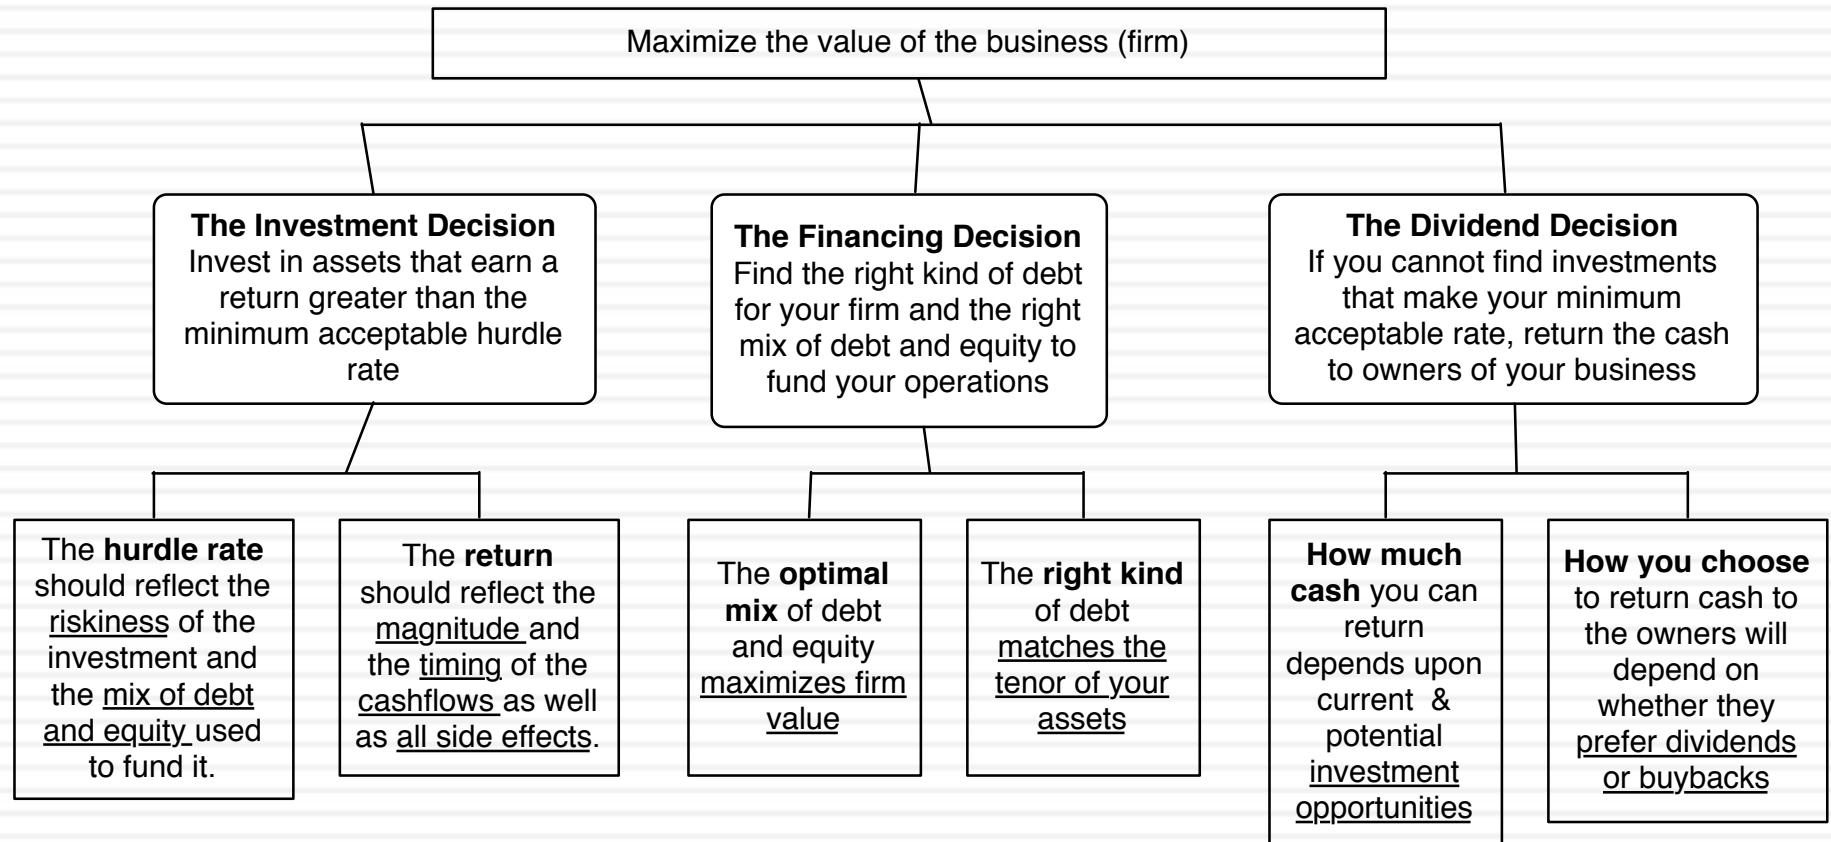 Maximize the value of the business (firm)
The Investment Decision
Invest in assets that earn a
return greater than the
minimum acceptable hurdle
rate
The Financing Decision
Find the right kind of debt
for your firm and the right
mix of debt and equity to
fund your operations
The Dividend Decision
If you cannot find investments
that make your minimum
acceptable rate, return the cash
to owners of your business
The hurdle rate
should reflect the
riskiness of the
investment and
the mix of debt
and equity used
to fund it.
The return
should reflect the
magnitude and
the timing of the
cashflows as well
as all side effects.
The optimal
mix of debt
and equity
maximizes firm
value
The right kind
of debt
matches the
tenor of your
assets
How much
cash you can
return
depends upon
current &
potential
investment
opportunities
How you choose
to return cash to
the owners will
depend on
whether they
prefer dividends
or buybacks